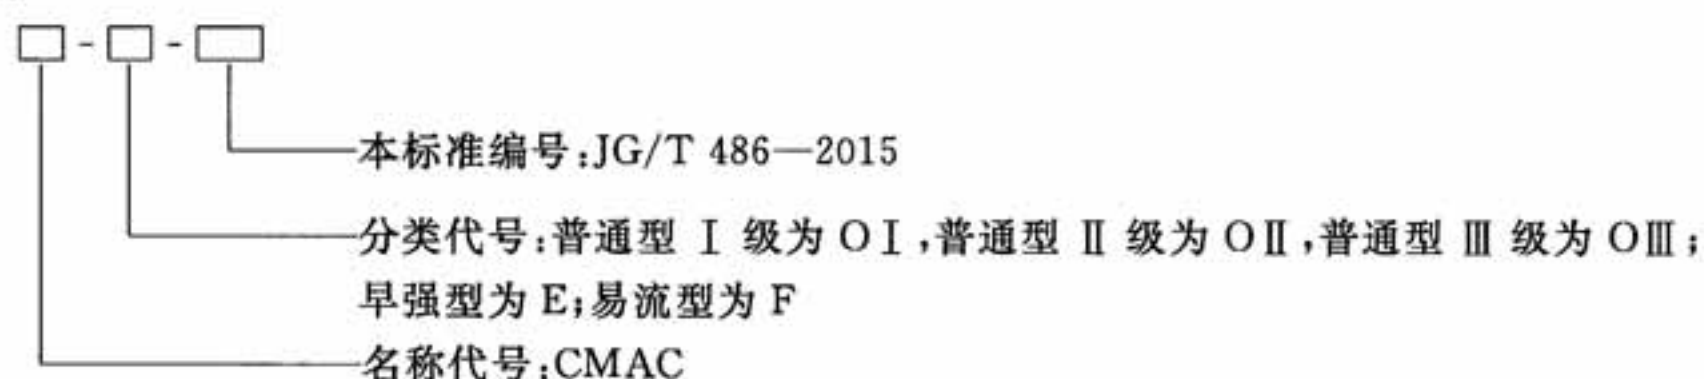 本标准编号:JG/T 486—2015
分类代号:普通型 Ⅰ 级为 OⅠ,普通型 Ⅱ 级为 OⅡ,普通型 Ⅲ 级为 OⅢ;
早强型为 E;易流型为 F
名称代号:CMAC